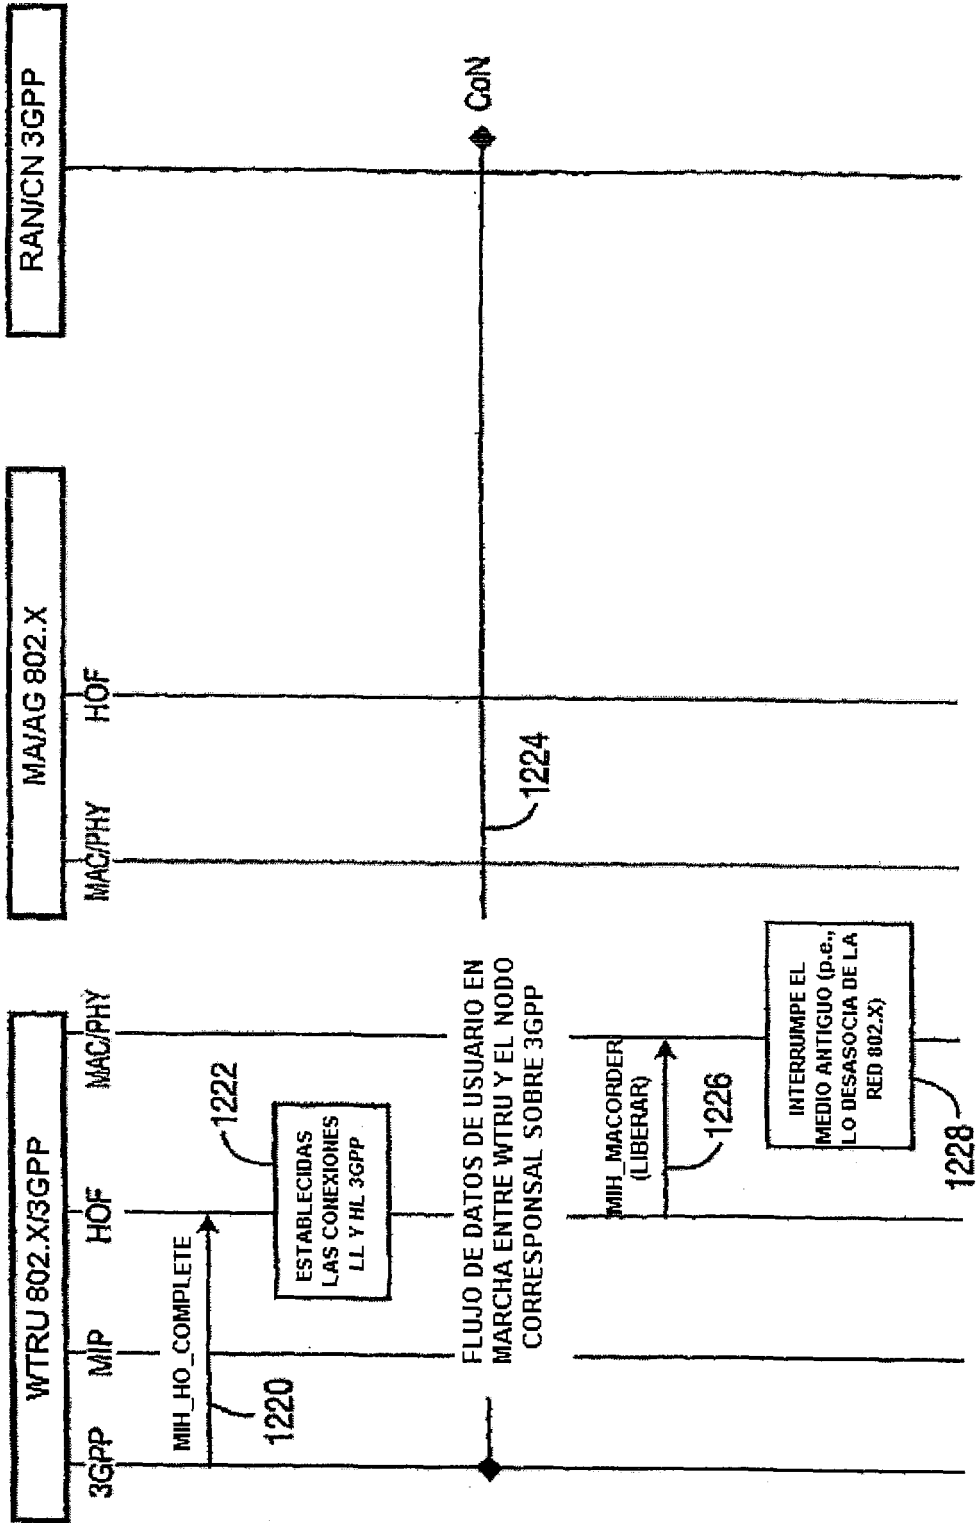 WTRU 802.X/3GPP
MA/AG 802.X
RAN/CN 3GPP
3GPP
MIP
HOF
MAC/PHY
MAC/PHY
HOF
MIH_HO_COMPLETE
1220
1222
ESTABLECIDAS
LAS CONEXIONES
LL Y HL 3GPP
FLUJO DE DATOS DE USUARIO EN
MARCHA ENTRE WTRU Y EL NODO
CORRESPONSAL SOBRE 3GPP
1224
CoN
MIH_MACORDER
(LIBERAR)
1226
INTERRUMPE EL
MEDIO ANTIGUO (p.e.,
LO DESASOCIA DE LA
RED 802.X)
1228